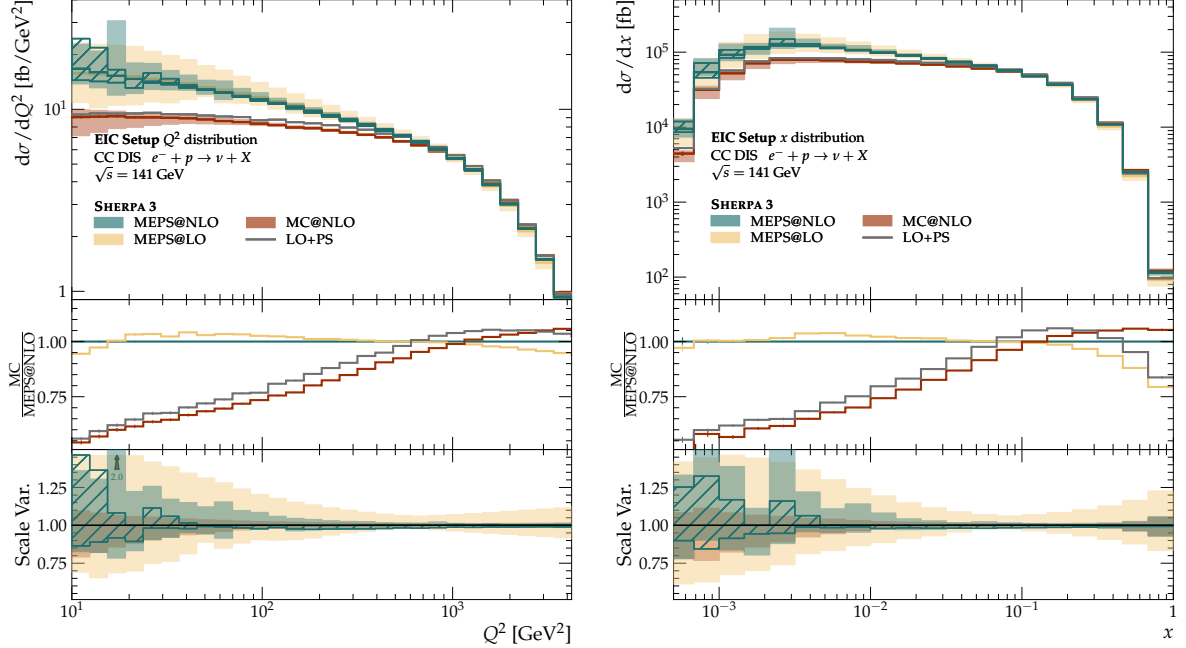 dσ/dQ² [fb/GeV²]
10¹
1
EIC Setup Q² distribution
CC DIS e⁻ + p → ν + X
√s = 141 GeV
SHERPA 3
MEPS@NLO MC@NLO
MEPS@LO LO+PS
MC
MEPS@NLO
1.00
0.75
Scale Var.
2.0
1.25
1.00
0.75
10¹ 10² 10³
Q² [GeV²]
dσ/dx [fb]
10⁵
10⁴
10³
10²
EIC Setup x distribution
CC DIS e⁻ + p → ν + X
√s = 141 GeV
SHERPA 3
MEPS@NLO MC@NLO
MEPS@LO LO+PS
MC
MEPS@NLO
1.00
0.75
Scale Var.
1.25
1.00
0.75
10⁻³ 10⁻² 10⁻¹ 1
x